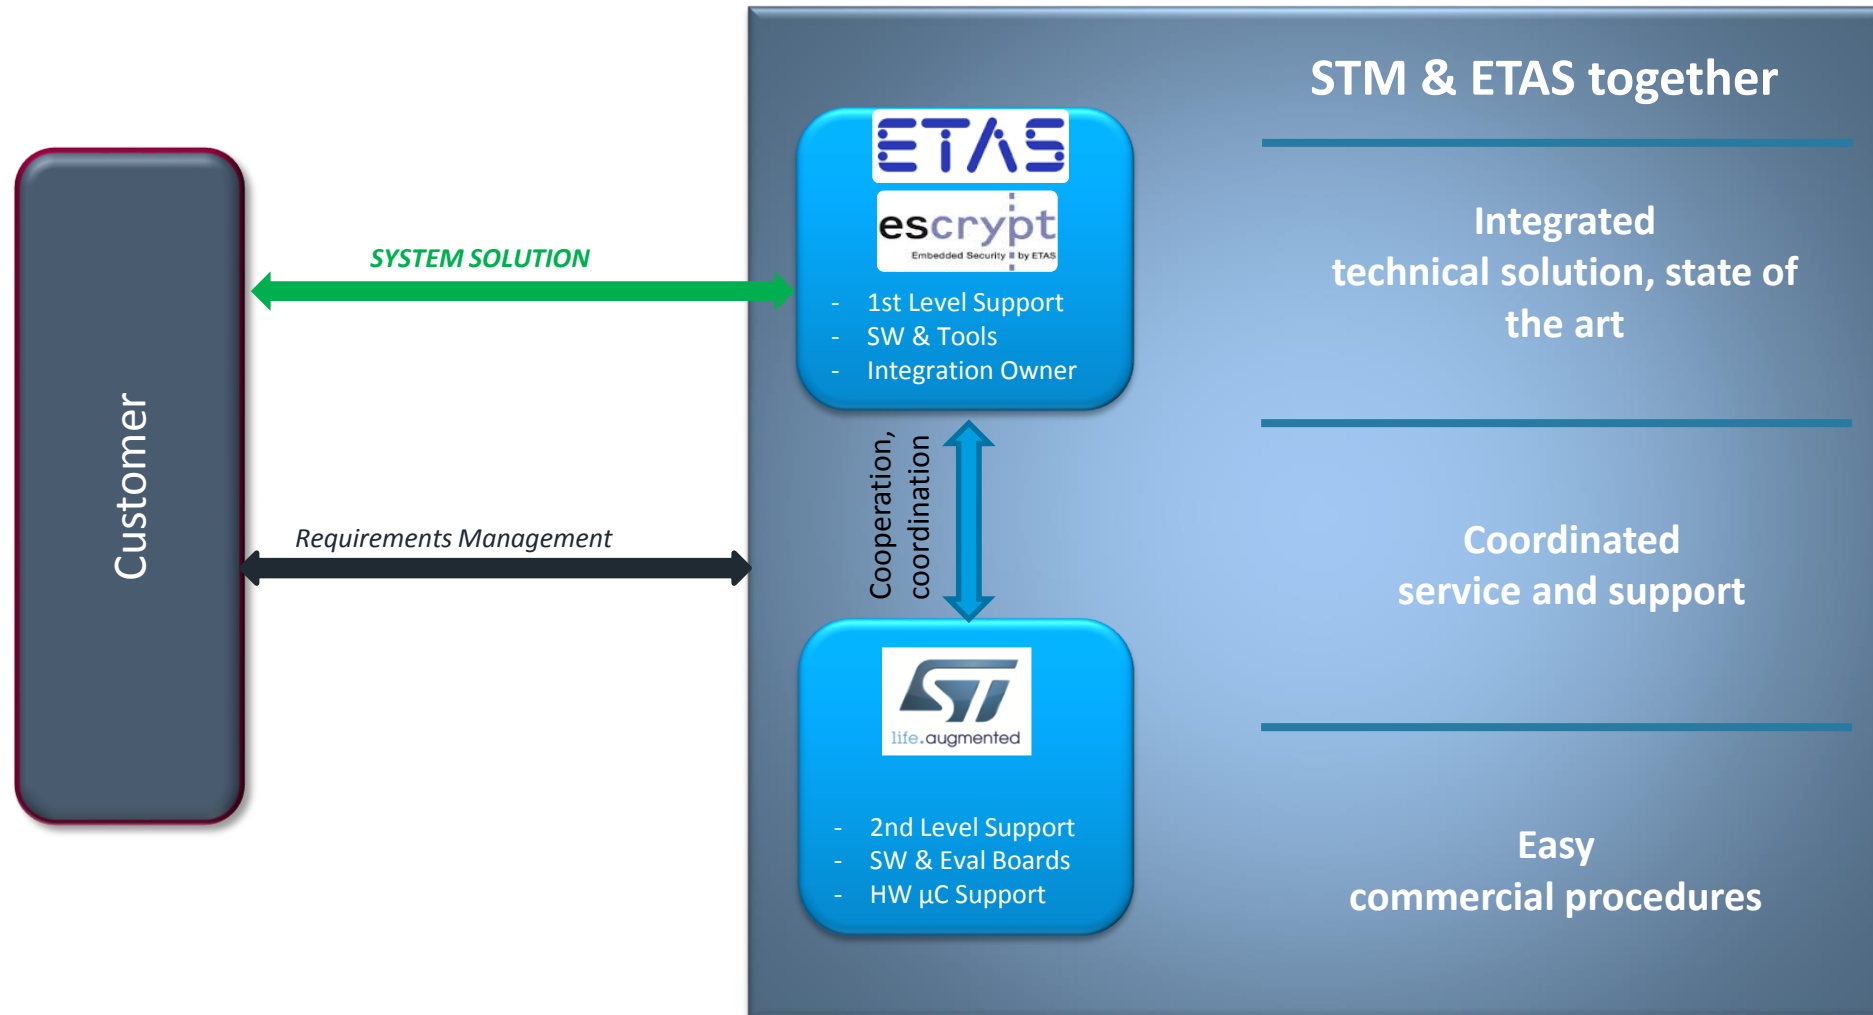 Customer
SYSTEM SOLUTION
Requirements Management
ETAS
escrypt
Embedded Security by ETAS
- 1st Level Support
- SW & Tools
- Integration Owner
Cooperation,
coordination
ST
life.augmented
- 2nd Level Support
- SW & Eval Boards
- HW µC Support
STM & ETAS together
Integrated
technical solution, state of
the art
Coordinated
service and support
Easy
commercial procedures